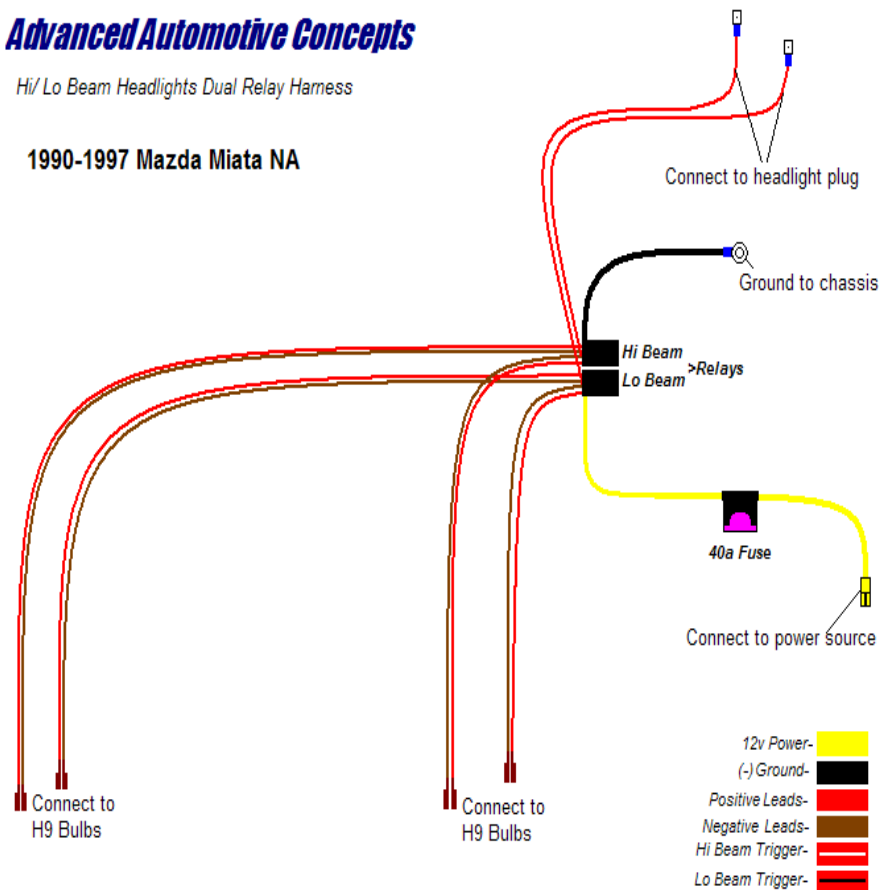 Advanced Automotive Concepts
Hi/ Lo Beam Headlights Dual Relay Harness
1990-1997 Mazda Miata NA
Connect to headlight plug
Ground to chassis
Hi Beam
>Relays
Lo Beam
40a Fuse
Connect to power source
12v Power-
(-) Ground-
Positive Leads-
Negative Leads-
Hi Beam Trigger-
Lo Beam Trigger-
Connect to
H9 Bulbs
Connect to
H9 Bulbs